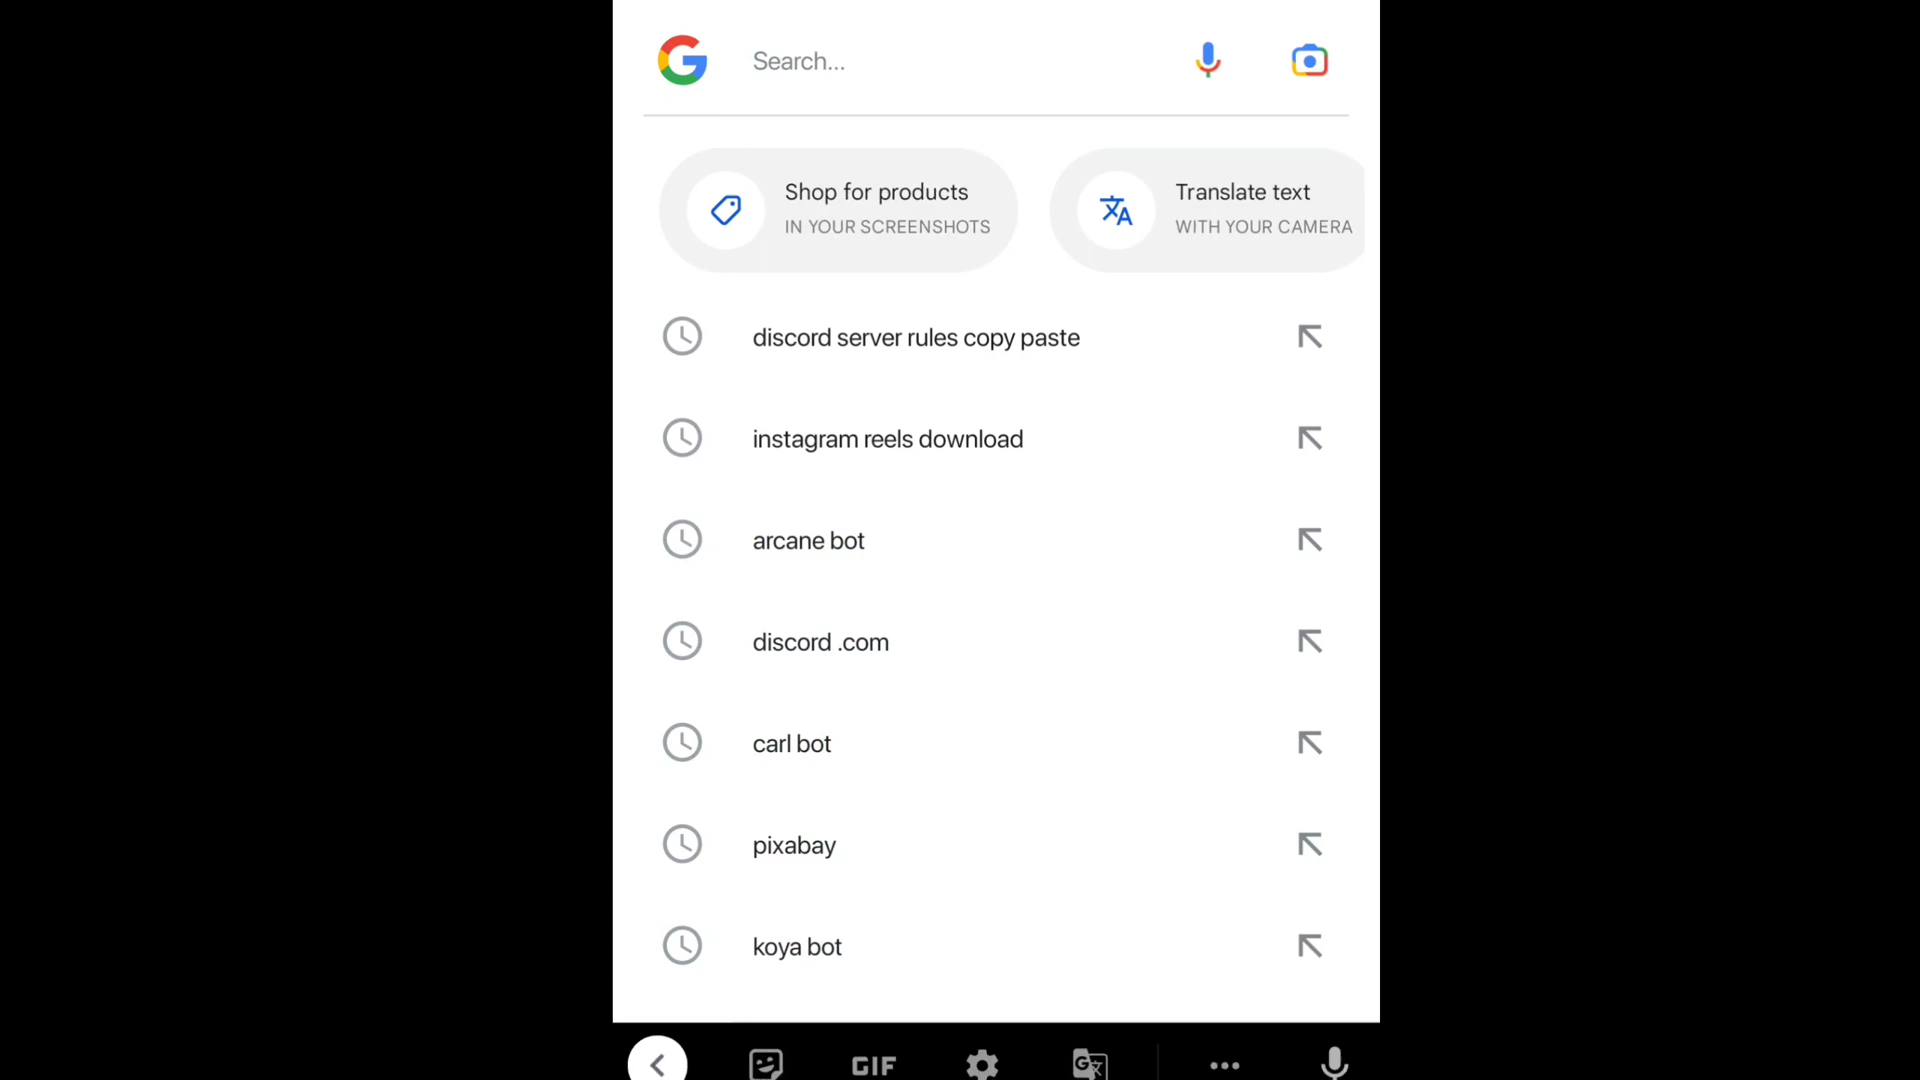 Search...
Shop for products
IN YOUR SCREENSHOTS
Translate text
WITH YOUR CAMERA
discord server rules copy paste
instagram reels download
arcane bot
discord .com
carl bot
pixabay
koya bot
GIF